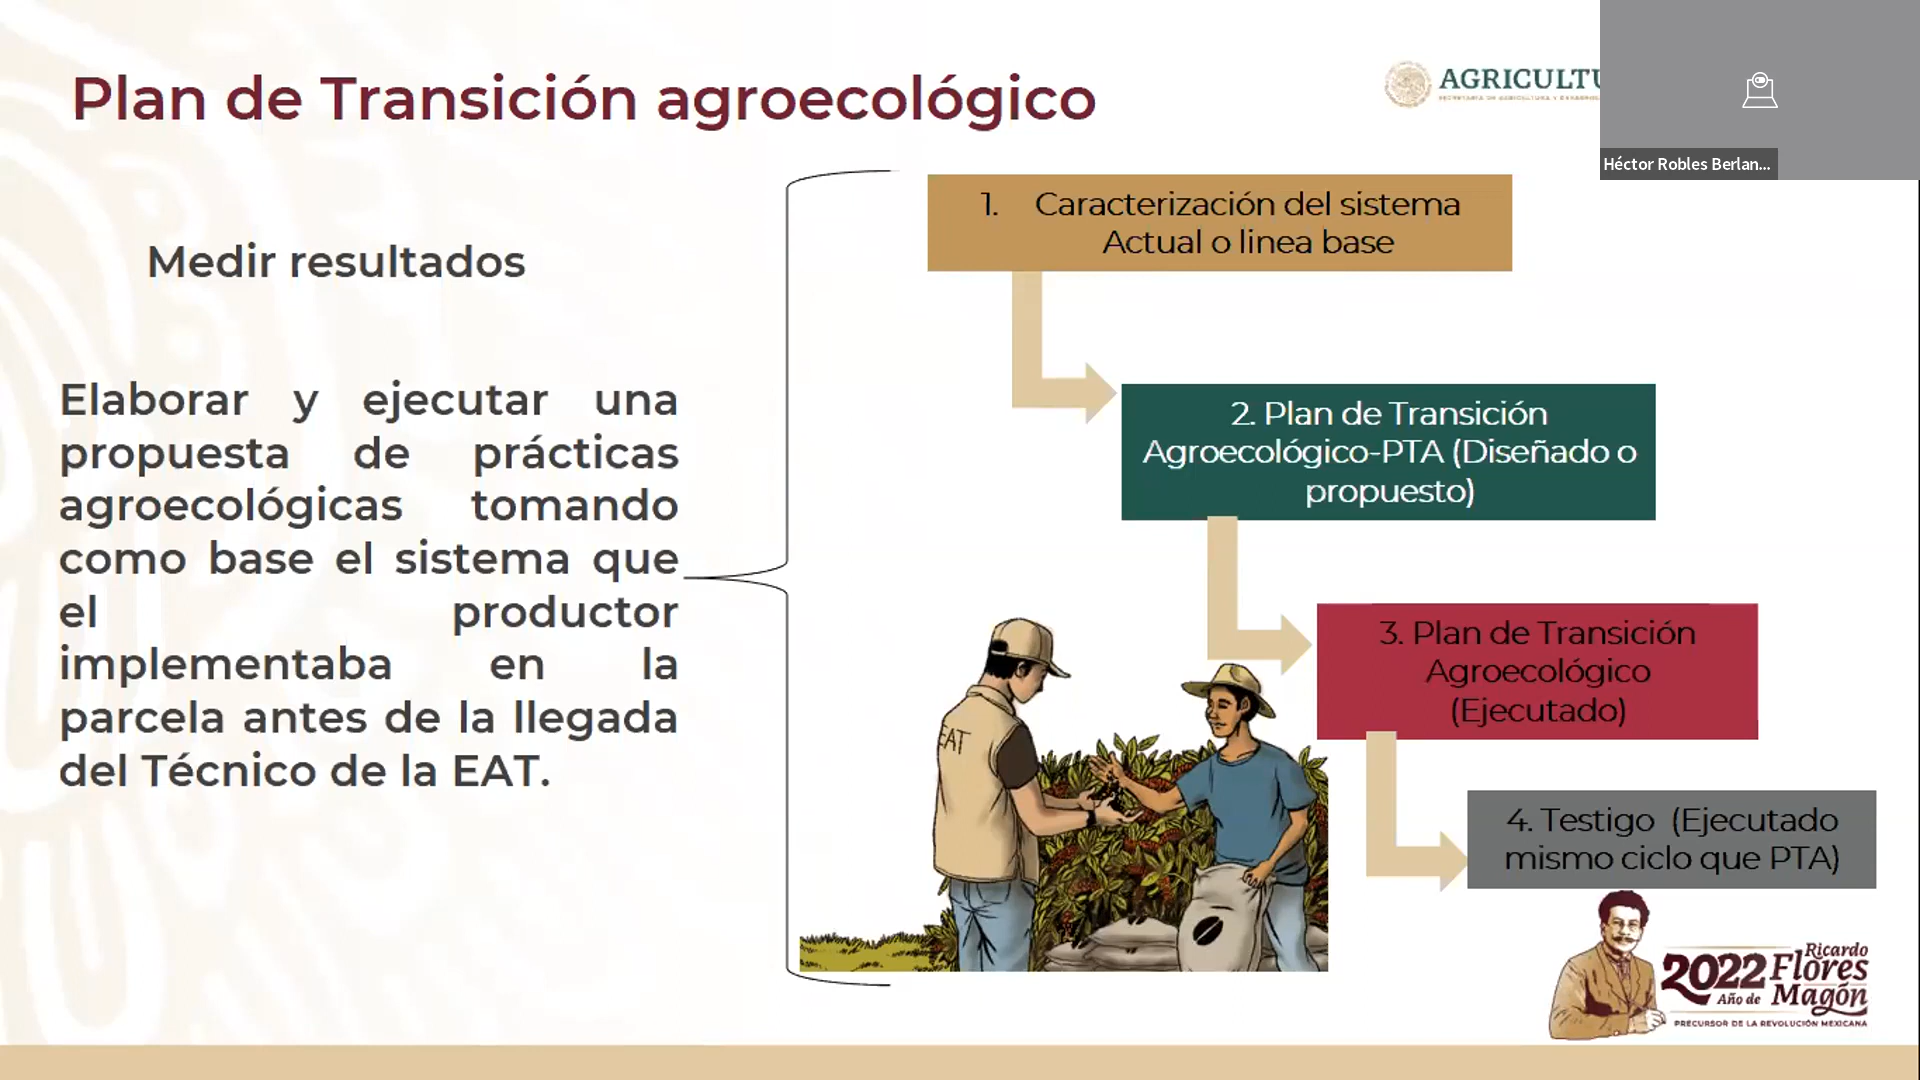 Plan de Transición agroecológico
AGRICULTU
Héctor Robles Berlan...
Medir resultados
Elaborar y ejecutar una
propuesta de prácticas
agroecológicas tomando
como base el sistema que
el productor
implementaba en la
parcela antes de la llegada
del Técnico de la EAT.
1. Caracterización del sistema
Actual o linea base
2. Plan de Transición
Agroecológico-PTA (Diseñado o
propuesto)
3. Plan de Transición
Agroecológico
(Ejecutado)
4. Testigo (Ejecutado
mismo ciclo que PTA)
EAT
2022 Ricardo
Flores
Año de Magón
PRECURSOR DE LA REVOLUCIÓN MEXICANA